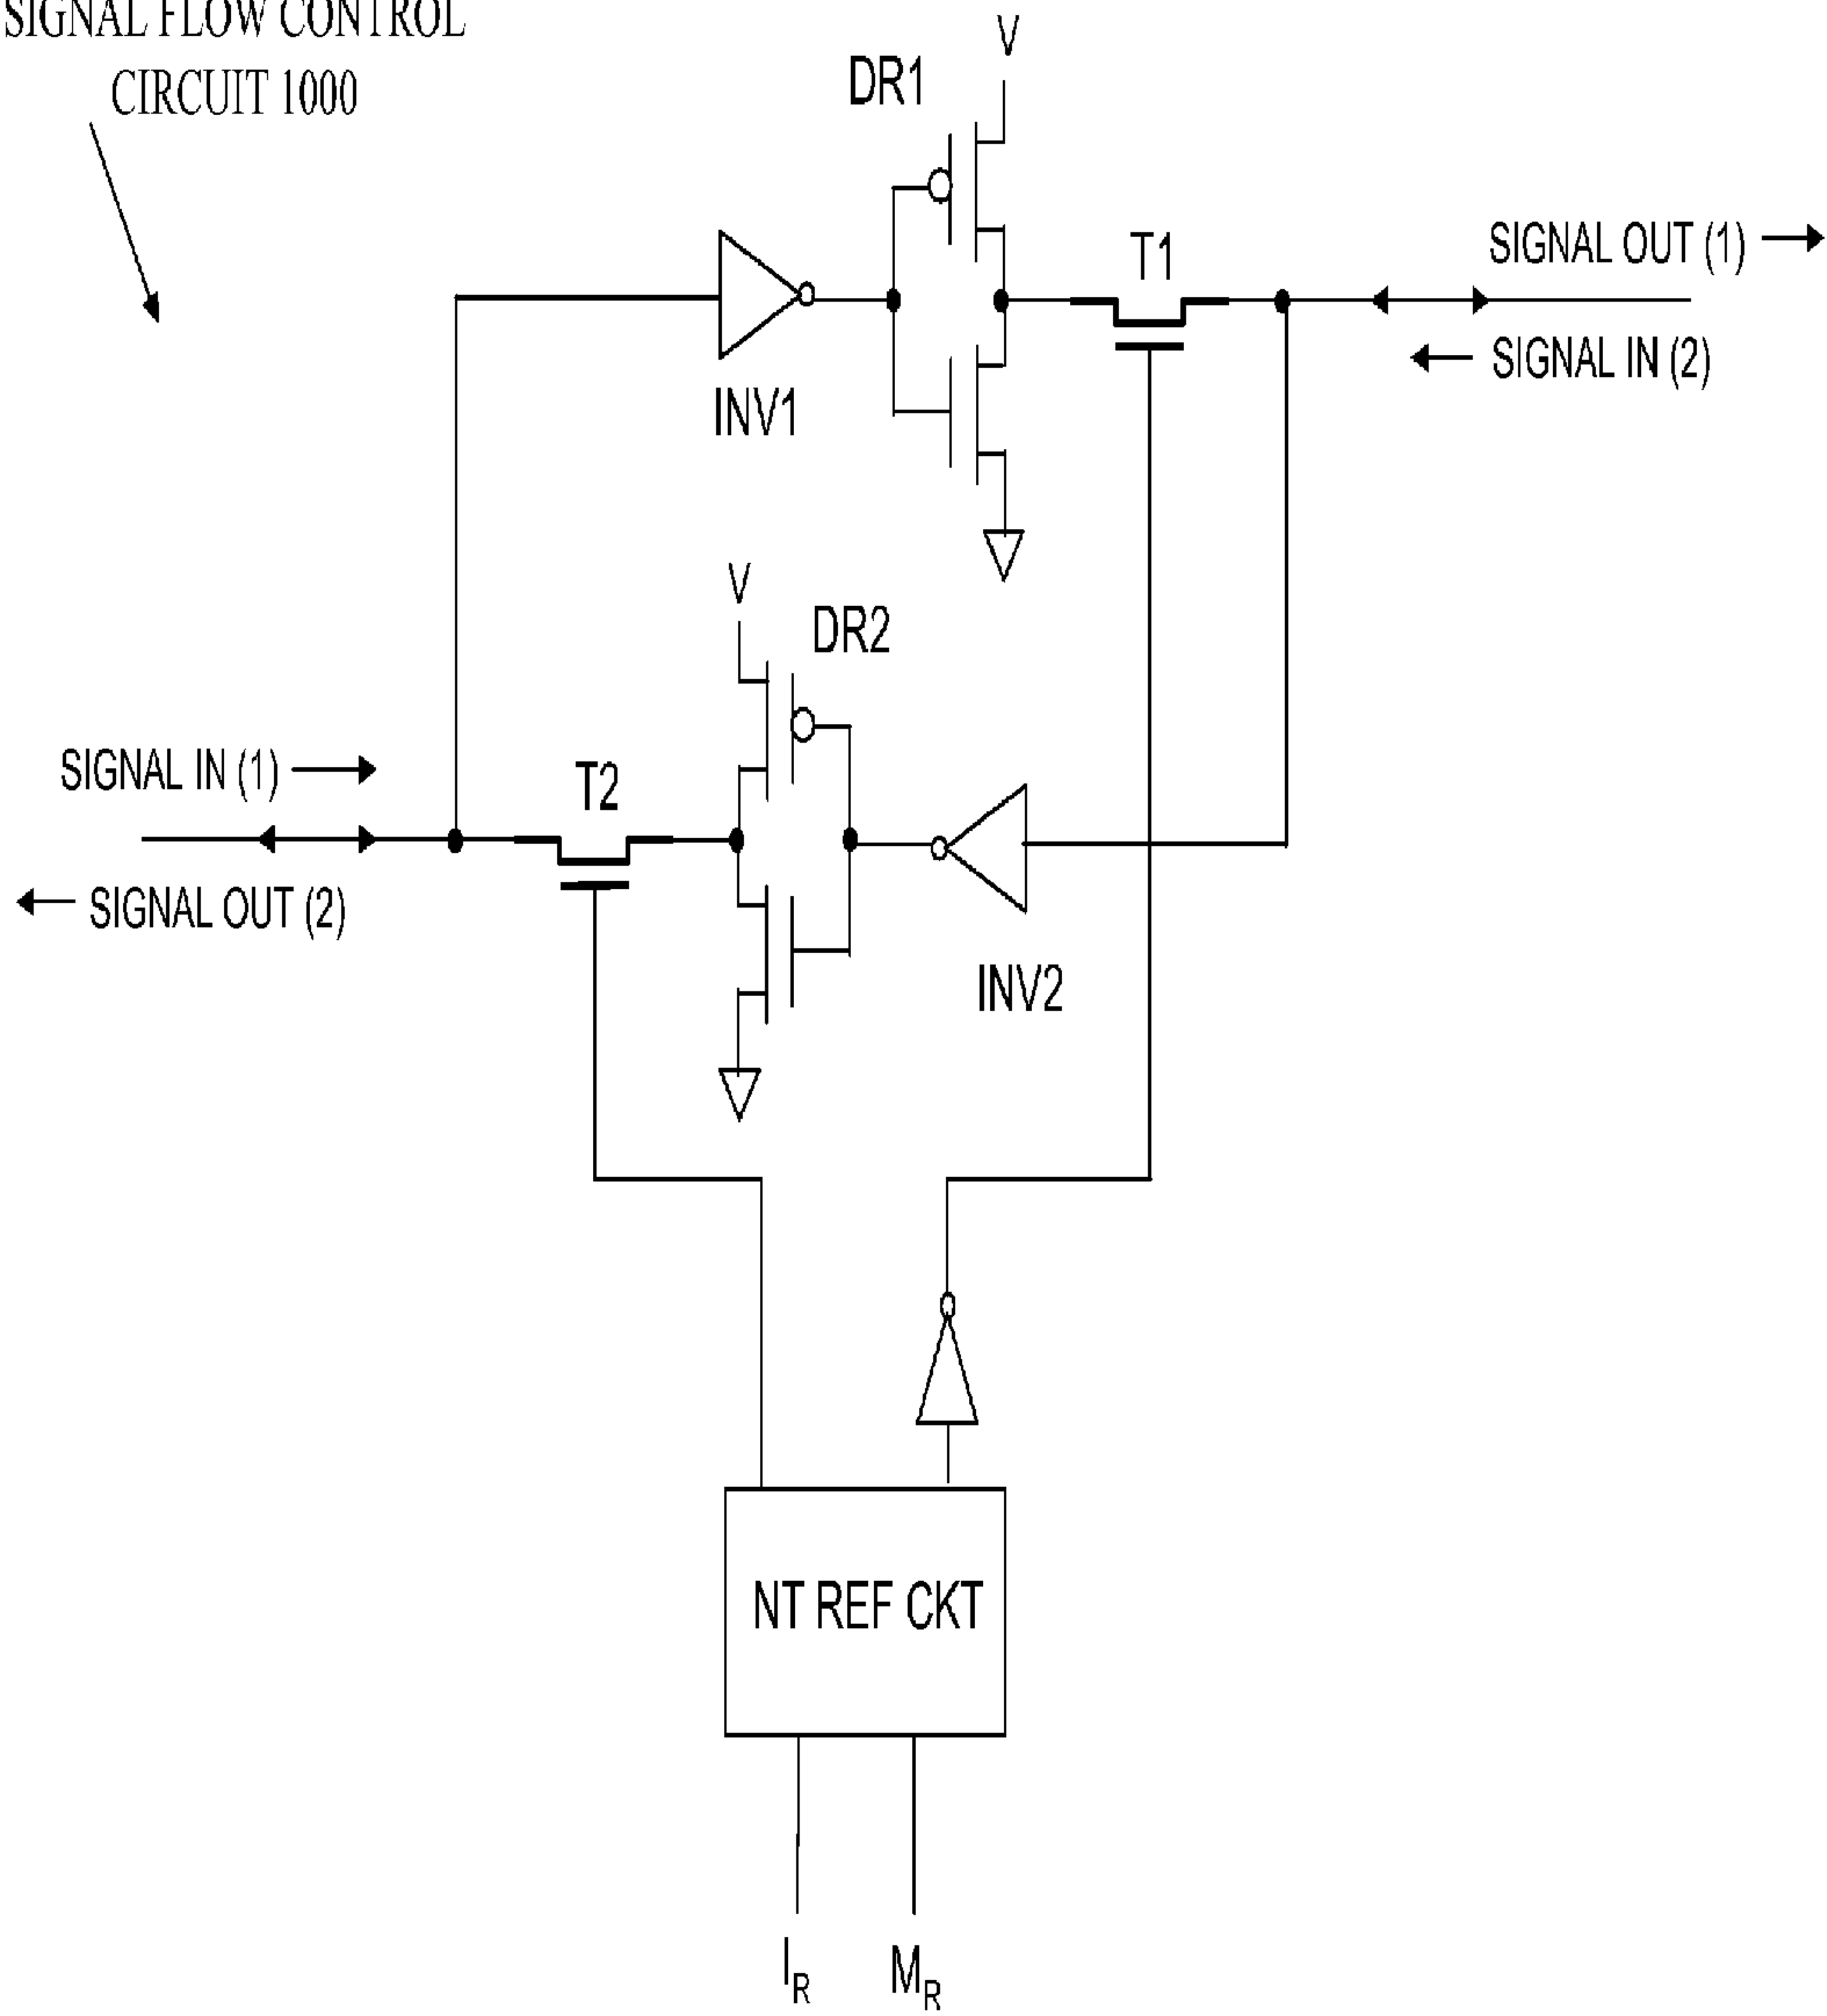 SIGNAL FLOW CONTROL
CIRCUIT 1000
V
DR1
T1
SIGNAL OUT (1)
SIGNAL IN (2)
INV1
V
DR2
SIGNAL IN (1)
T2
SIGNAL OUT (2)
INV2
NT REF CKT
I_R
M_R